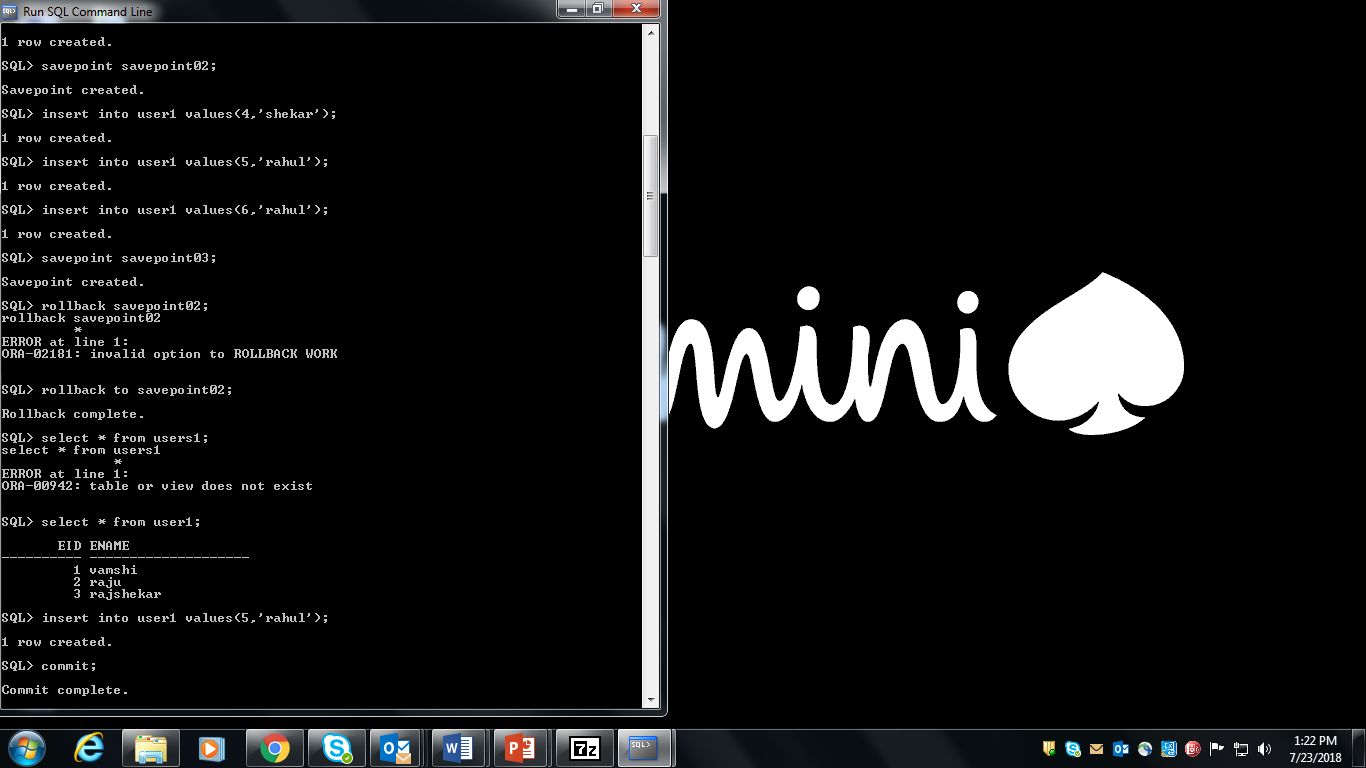 Run SQL Command Line
1 row created.
SQL> savepoint savepoint02;
Savepoint created.
SQL> insert into user1 values(4,'shekar');
1 row created.
SQL> insert into user1 values(5,'rahul');
1 row created.
SQL> insert into user1 values(6,'rahul');
1 row created.
SQL> savepoint savepoint03;
Savepoint created.
SQL> rollback savepoint02;
rollback savepoint02
*
ERROR at line 1:
ORA-02181: invalid option to ROLLBACK WORK
SQL> rollback to savepoint02;
Rollback complete.
SQL> select * from users1;
select * from users1
*
ERROR at line 1:
ORA-00942: table or view does not exist
SQL> select * from user1;
EID ENAME
---------- --------------------
1 vamshi
2 raju
3 rajshekar
SQL> insert into user1 values(5,'rahul');
1 row created.
SQL> commit;
Commit complete.
mini
1:22 PM
7/23/2018